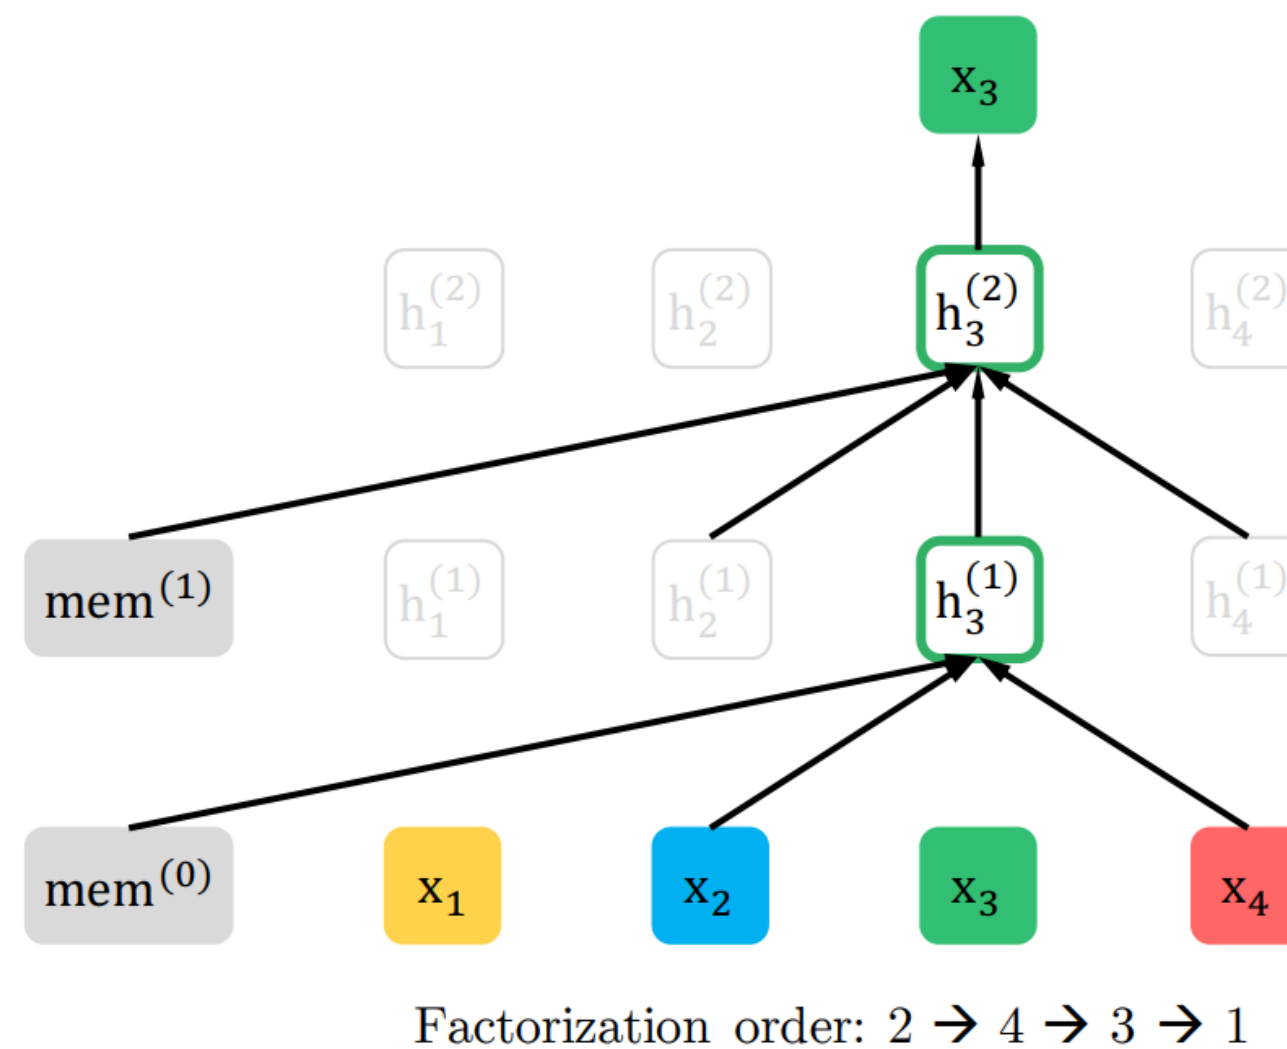 x₃
h₁⁽²⁾ h₂⁽²⁾ h₃⁽²⁾ h₄⁽²⁾
mem⁽¹⁾ h₁⁽¹⁾ h₂⁽¹⁾ h₃⁽¹⁾ h₄⁽¹⁾
mem⁽⁰⁾ x₁ x₂ x₃ x₄
Factorization order: 2 → 4 → 3 → 1